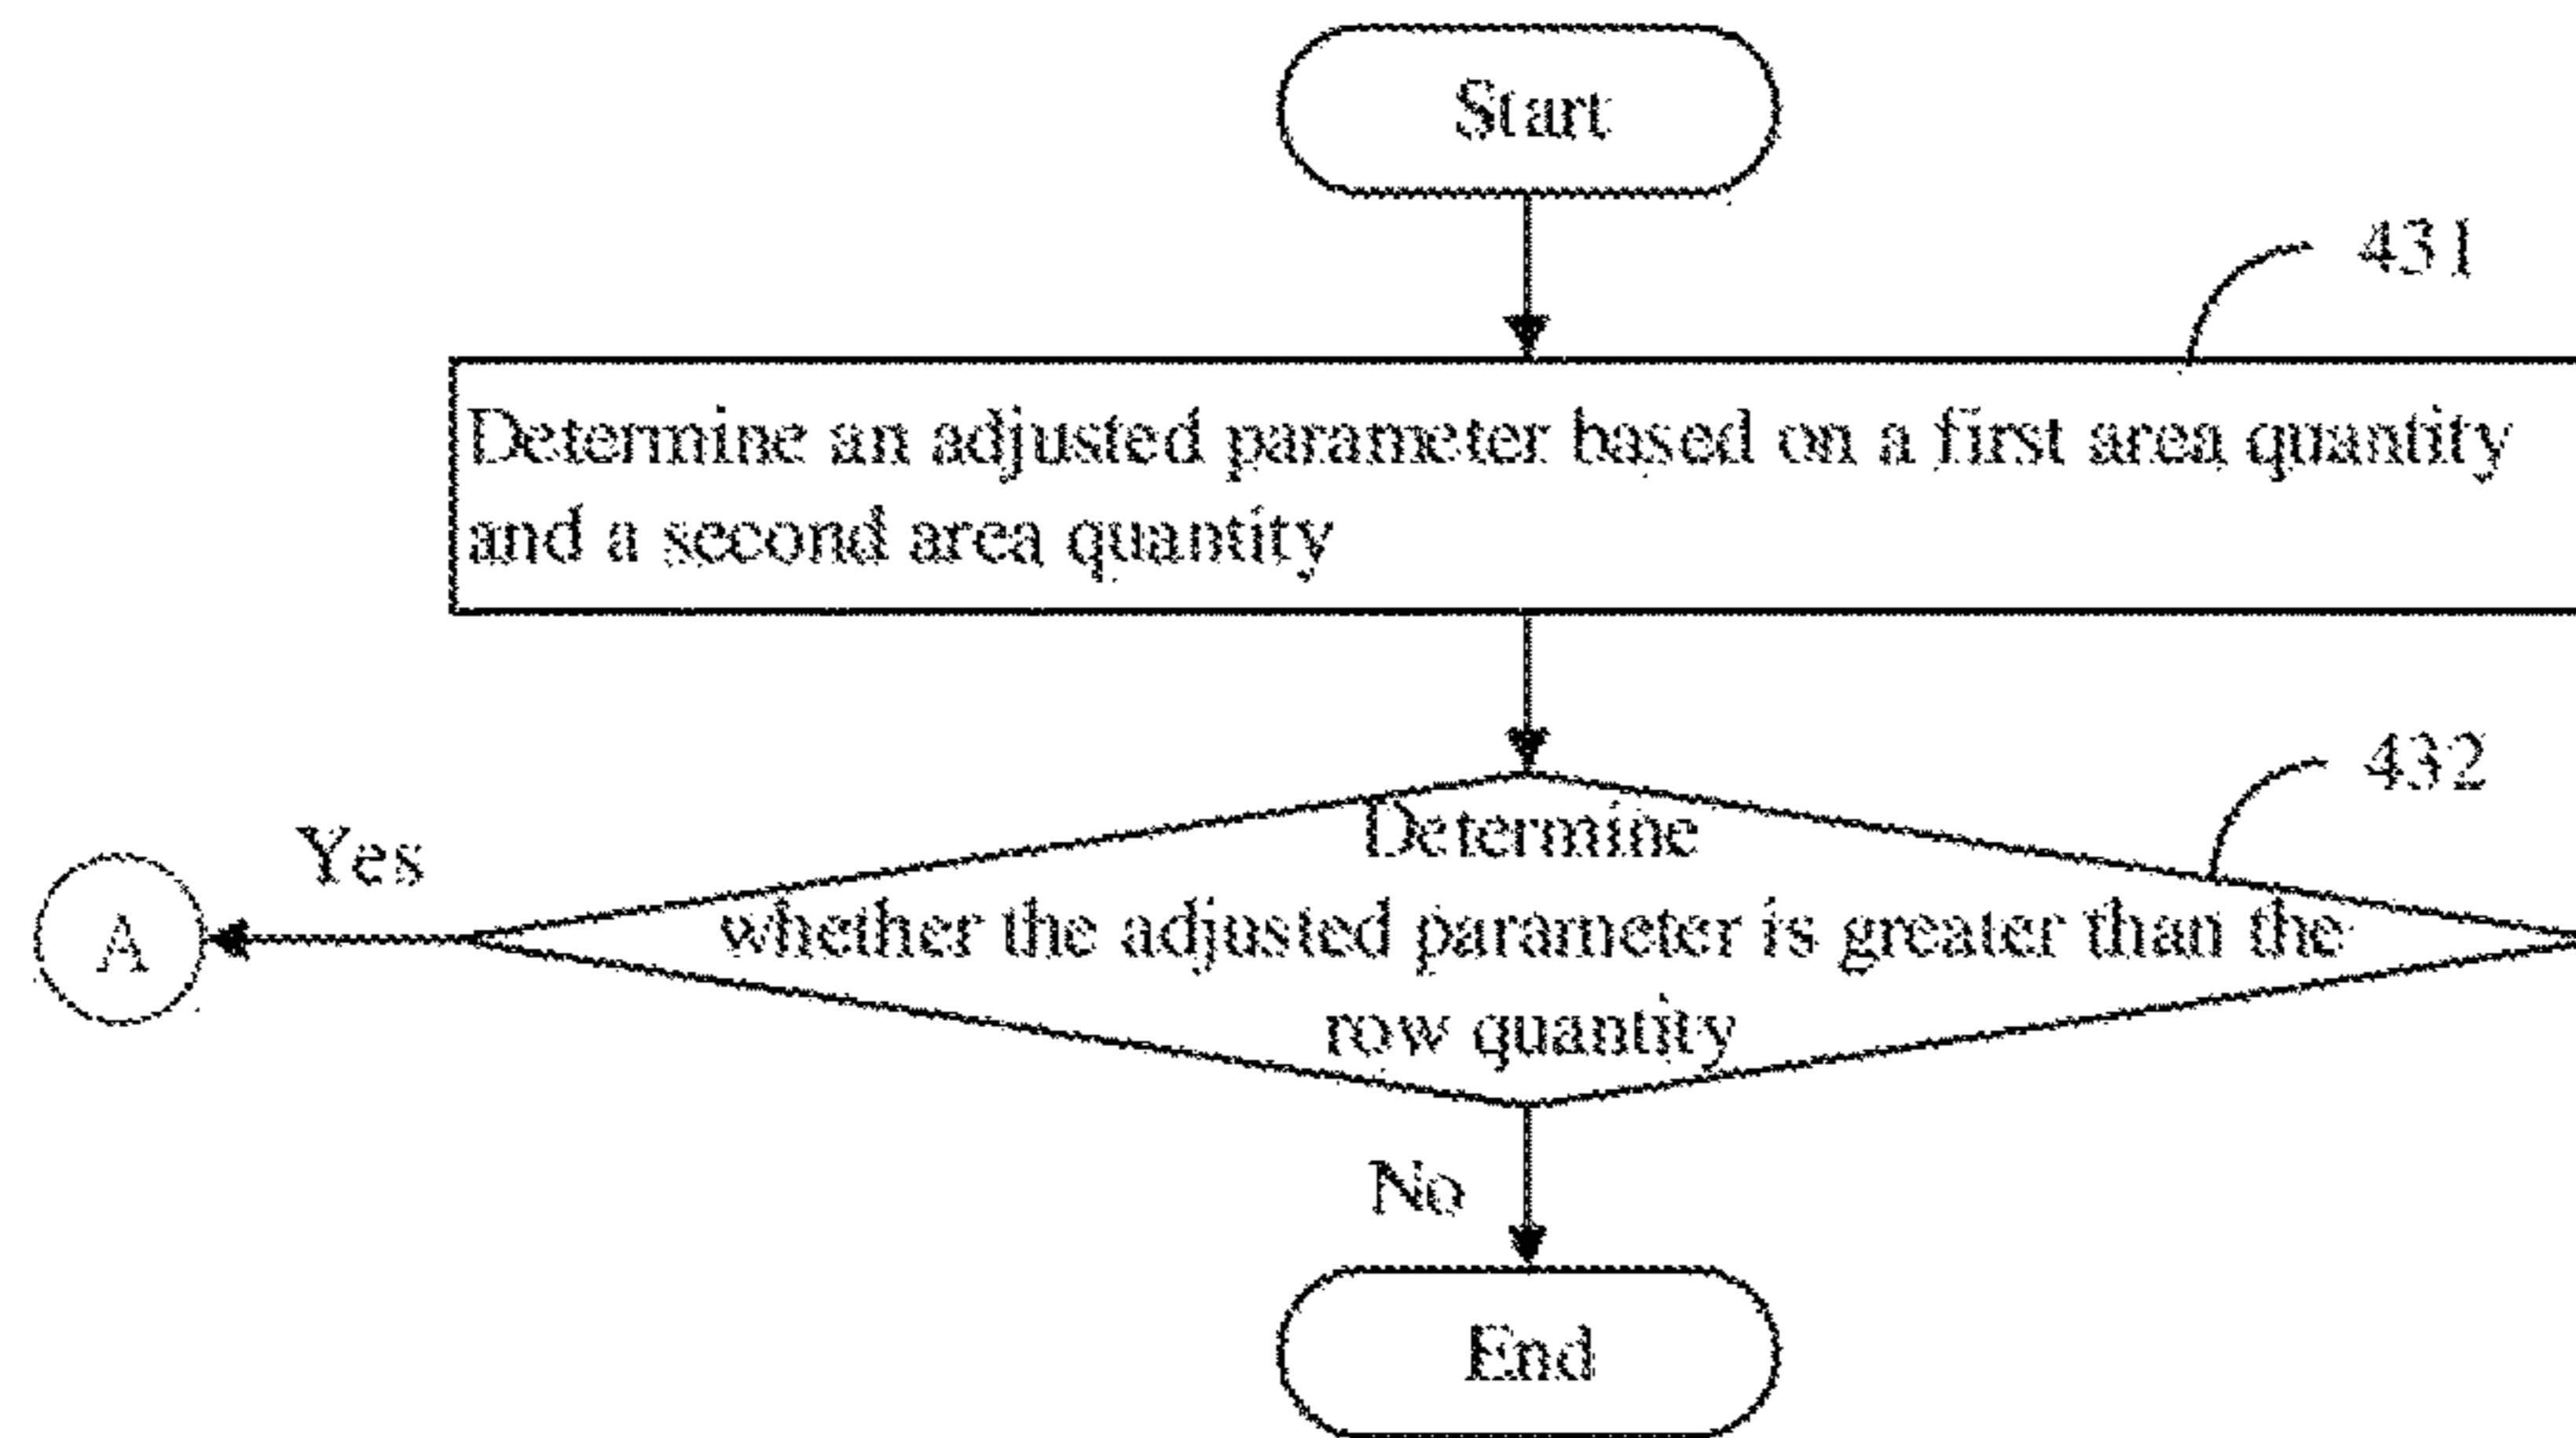 Start
431
Determine an adjusted parameter based on a first area quantity
and a second area quantity
432
Determine
Yes
whether the adjusted parameter is greater than the
A
row quantity
No
End